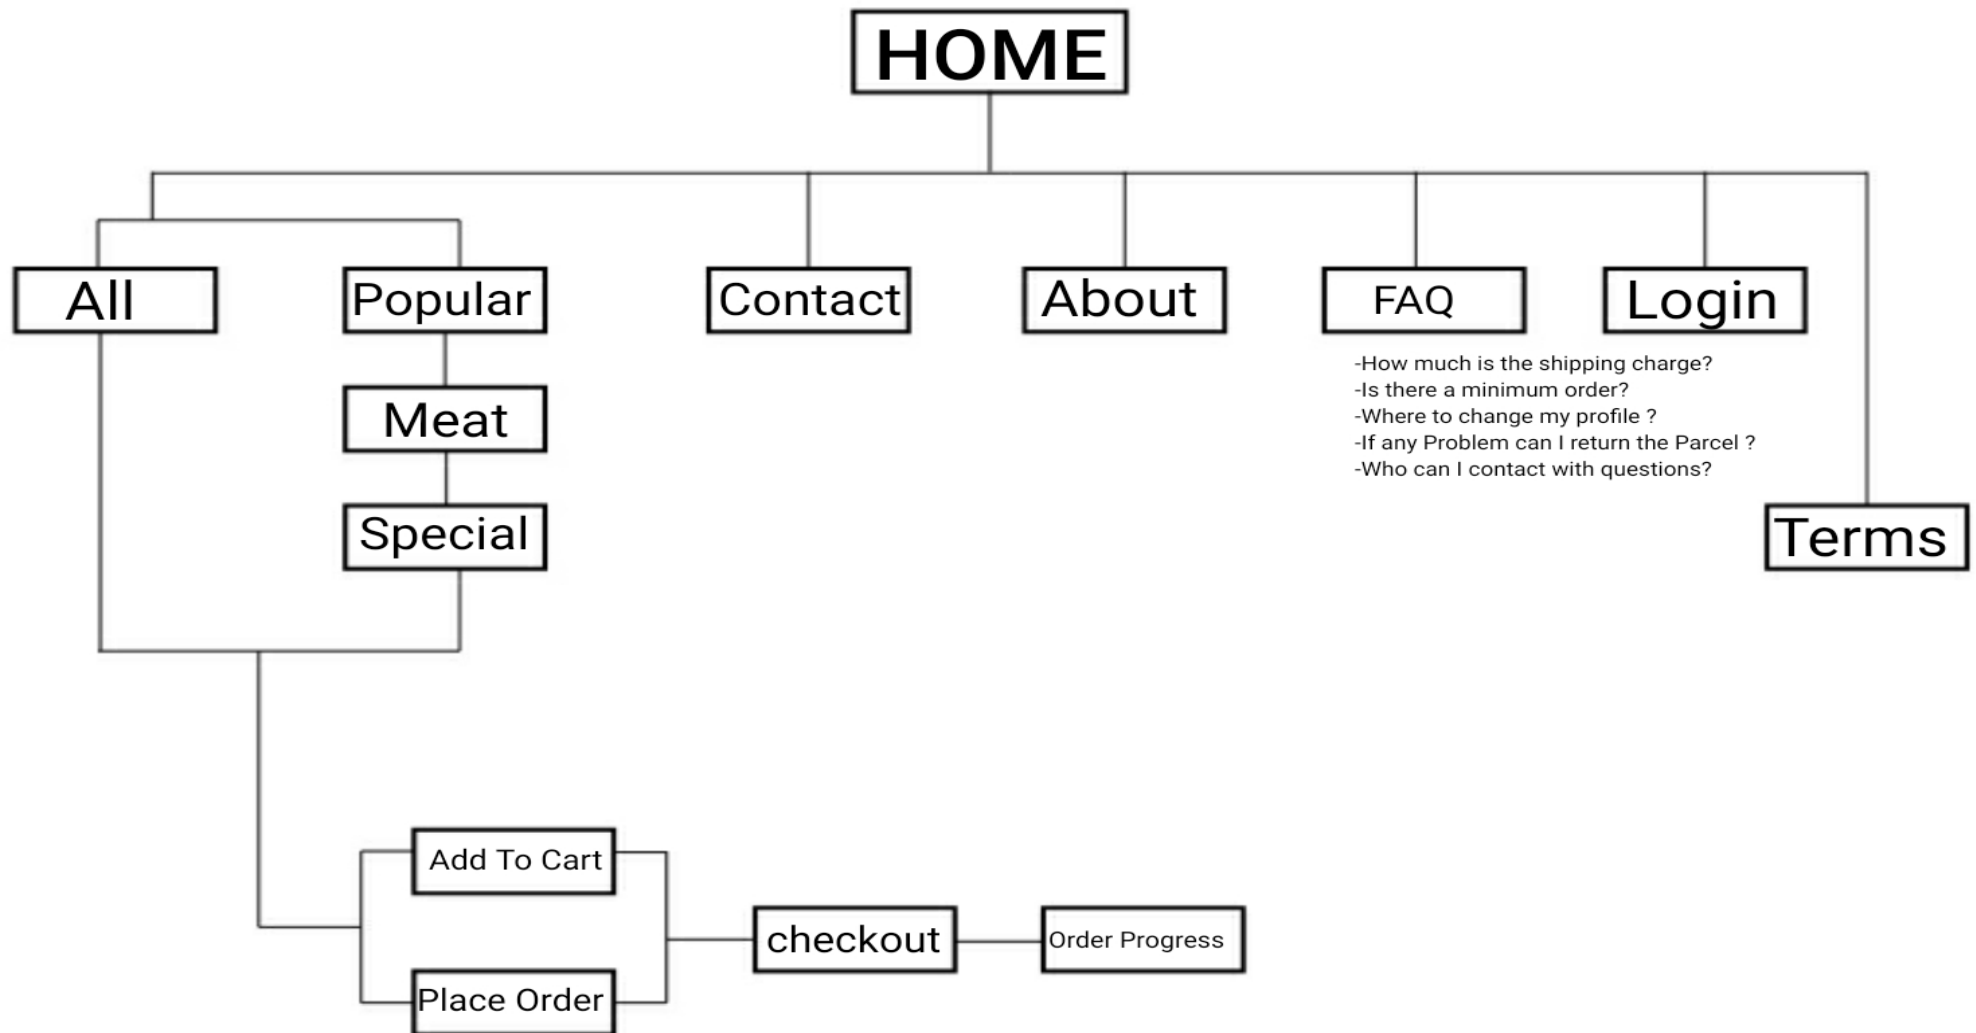 HOME
All
Popular
Contact
About
FAQ
Login
-How much is the shipping charge?
-Is there a minimum order?
-Where to change my profile ?
-If any Problem can I return the Parcel ?
-Who can I contact with questions?
Meat
Special
Terms
Add To Cart
checkout
Order Progress
Place Order